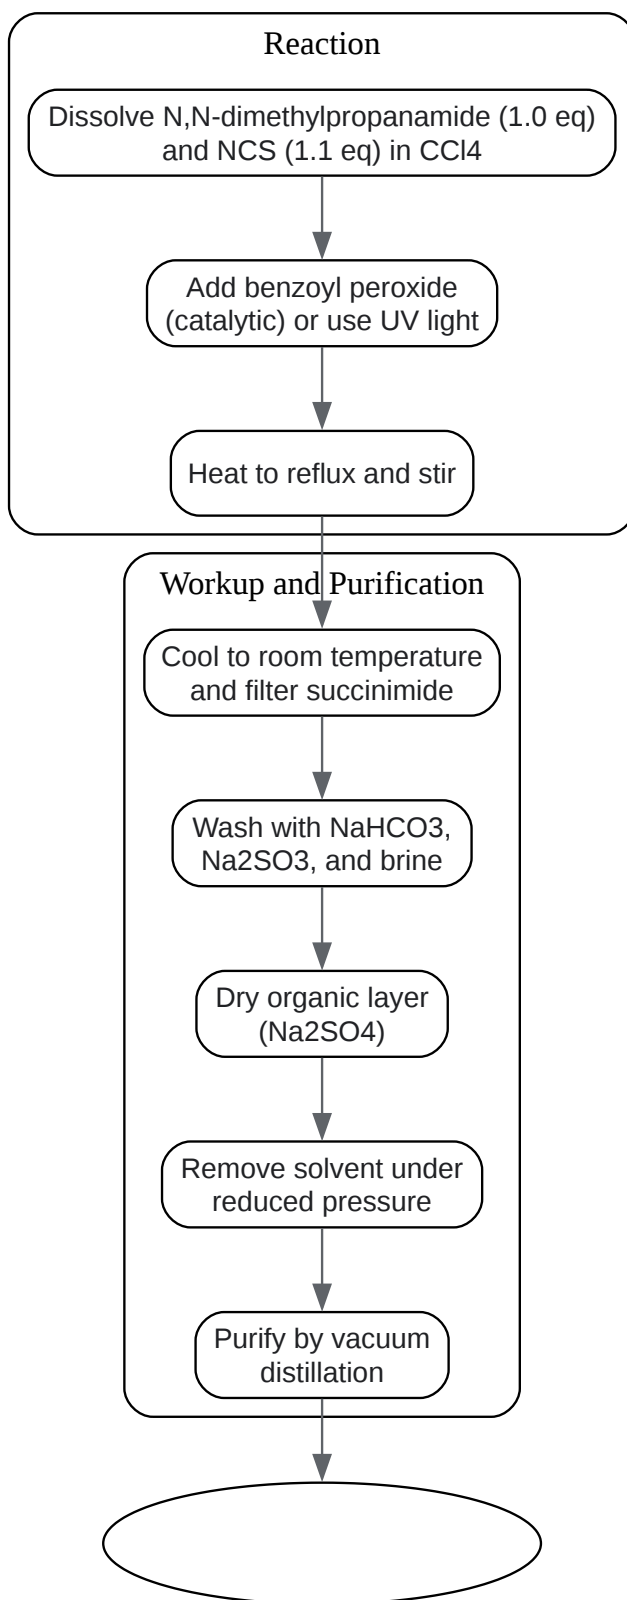 Reaction
Dissolve N,N-dimethylpropanamide (1.0 eq)
and NCS (1.1 eq) in CCl4
Add benzoyl peroxide
(catalytic) or use UV light
Heat to reflux and stir
Workup and Purification
Cool to room temperature
and filter succinimide
Wash with NaHCO3,
Na2SO3, and brine
Dry organic layer
(Na2SO4)
Remove solvent under
reduced pressure
Purify by vacuum
distillation